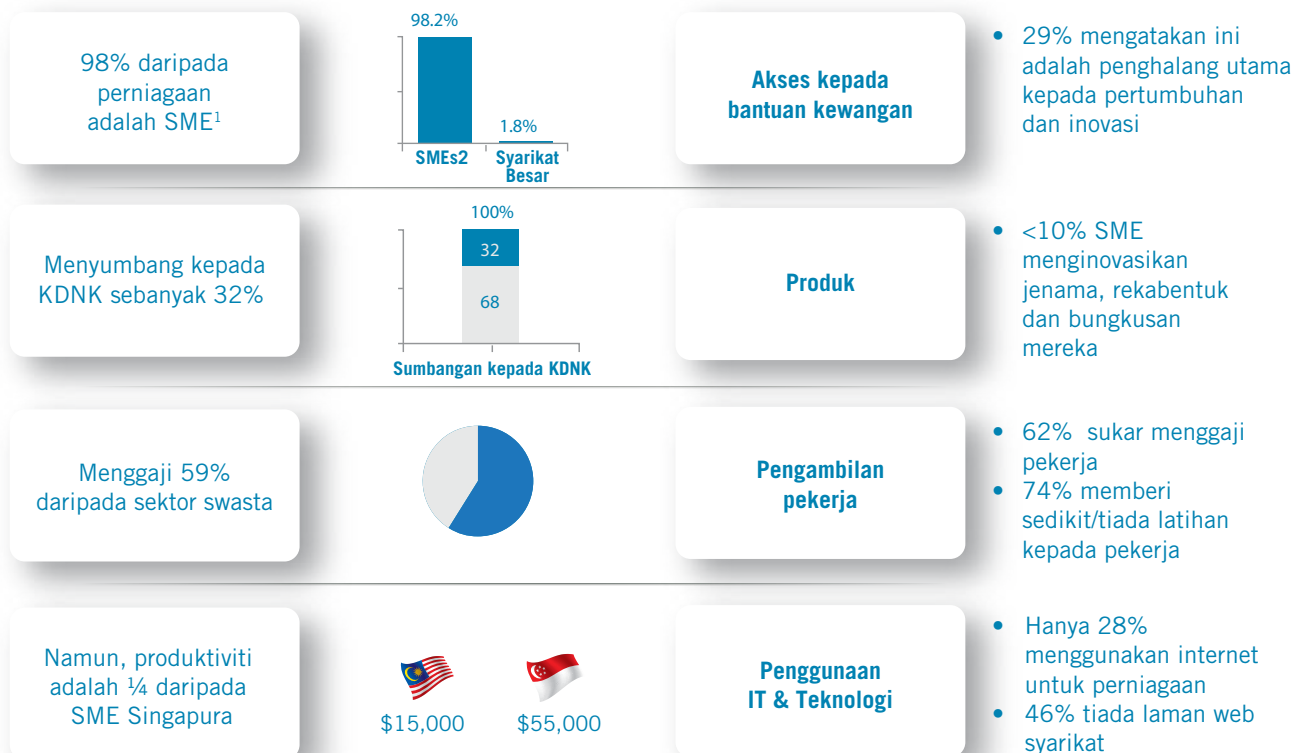 98% daripada
perniagaan
adalah SME¹
98.2%
1.8%
SMEs2
Syarikat
Besar
Akses kepada
bantuan kewangan
• 29% mengatakan ini
adalah penghalang utama
kepada pertumbuhan
dan inovasi
Menyumbang kepada
KDNK sebanyak 32%
100%
32
68
Sumbangan kepada KDNK
Produk
• <10% SME
menginovasikan
jenama, rekabentuk
dan bungkusan
mereka
Menggaji 59%
daripada sektor swasta
Pengambilan
pekerja
• 62% sukar menggaji
pekerja
• 74% memberi
sedikit/tiada latihan
kepada pekerja
Namun, produktiviti
adalah ¼ daripada
SME Singapura
$15,000
$55,000
Penggunaan
IT & Teknologi
• Hanya 28%
menggunakan internet
untuk perniagaan
• 46% tiada laman web
syarikat